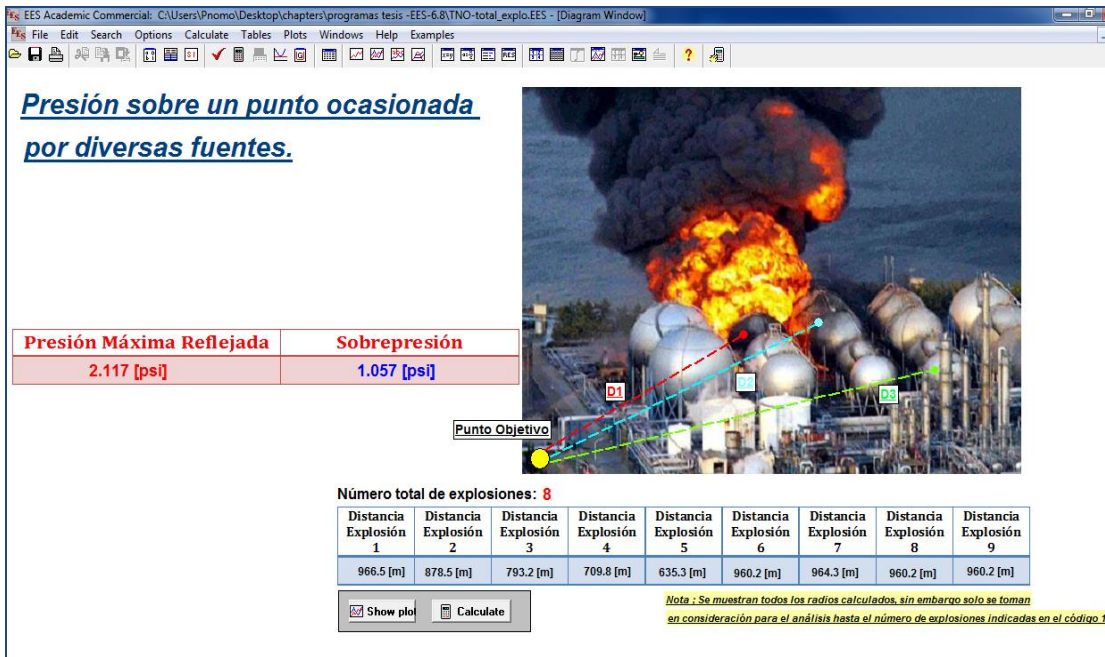 EES Academic Commercial: C:\Users\Pnomo\Desktop\chapters\programas tesis -EES-6.8\TNO-total_explo.EES - [Diagram Window]
File Edit Search Options Calculate Tables Plots Windows Help Examples
Presión sobre un punto ocasionada
por diversas fuentes.
Presión Máxima Reflejada Sobrepresión
2.117 [psi] 1.057 [psi]
D1
D2
D3
Punto Objetivo
Número total de explosiones: 8
Distancia Explosión 1 Distancia Explosión 2 Distancia Explosión 3 Distancia Explosión 4 Distancia Explosión 5 Distancia Explosión 6 Distancia Explosión 7 Distancia Explosión 8 Distancia Explosión 9
966.5 [m] 878.5 [m] 793.2 [m] 709.8 [m] 635.3 [m] 960.2 [m] 964.3 [m] 960.2 [m] 960.2 [m]
Show plo Calculate
Nota : Se muestran todos los radios calculados, sin embargo solo se toman
en consideración para el análisis hasta el número de explosiones indicadas en el código 1